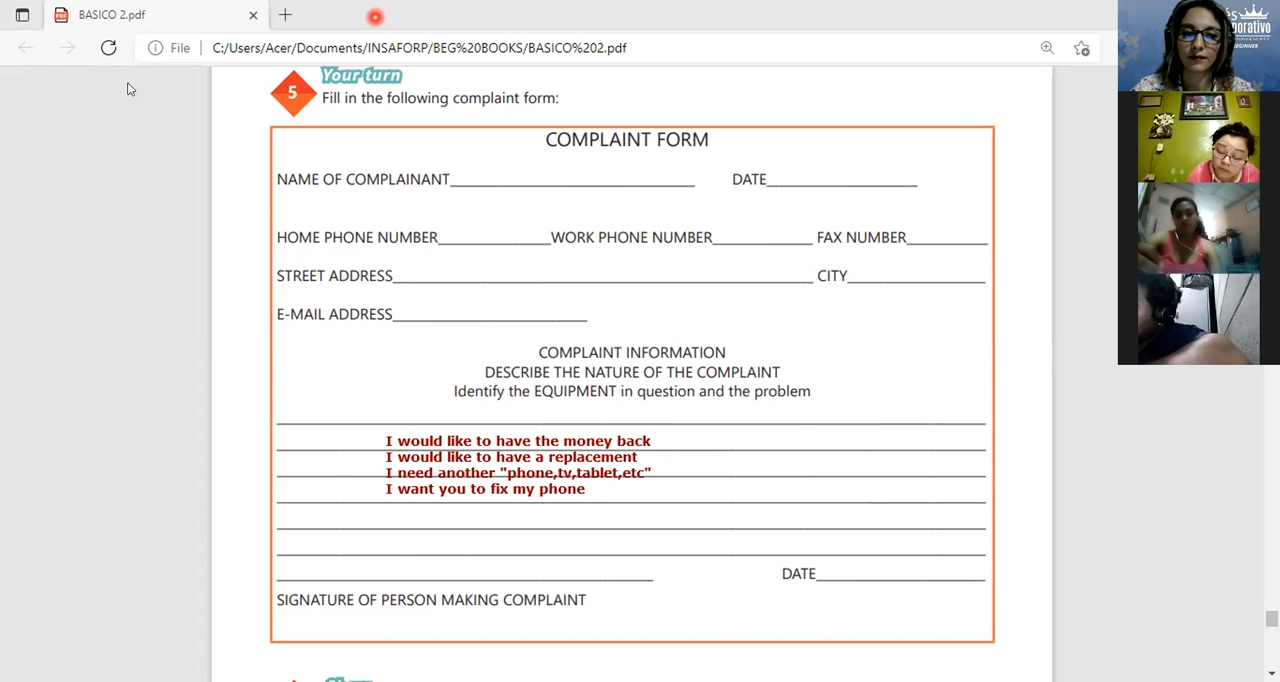 BASICO 2.pdf
File C:/Users/Acer/Documents/INSAFORP/BEG%20BOOKS/BASICO%202.pdf
BEGINNER
5 Your turn
Fill in the following complaint form:
COMPLAINT FORM
NAME OF COMPLAINANT DATE
HOME PHONE NUMBER WORK PHONE NUMBER FAX NUMBER
STREET ADDRESS CITY
E-MAIL ADDRESS
COMPLAINT INFORMATION
DESCRIBE THE NATURE OF THE COMPLAINT
Identify the EQUIPMENT in question and the problem
I would like to have the money back
I would like to have a replacement
I need another "phone,tv,tablet,etc"
I want you to fix my phone
DATE
SIGNATURE OF PERSON MAKING COMPLAINT